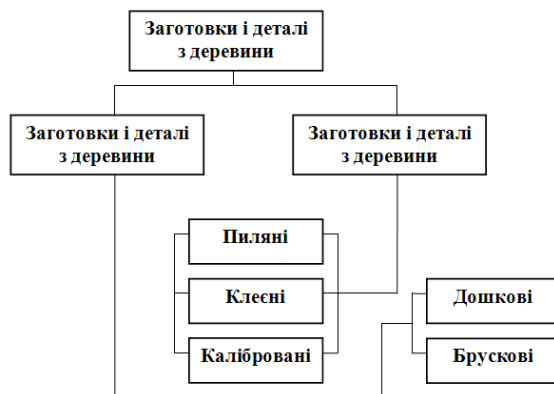 Заготовки і деталі
з деревини
Заготовки і деталі
з деревини
Заготовки і деталі
з деревини
Пиляні
Клеєні
Дошкові
Калібровані
Брускові